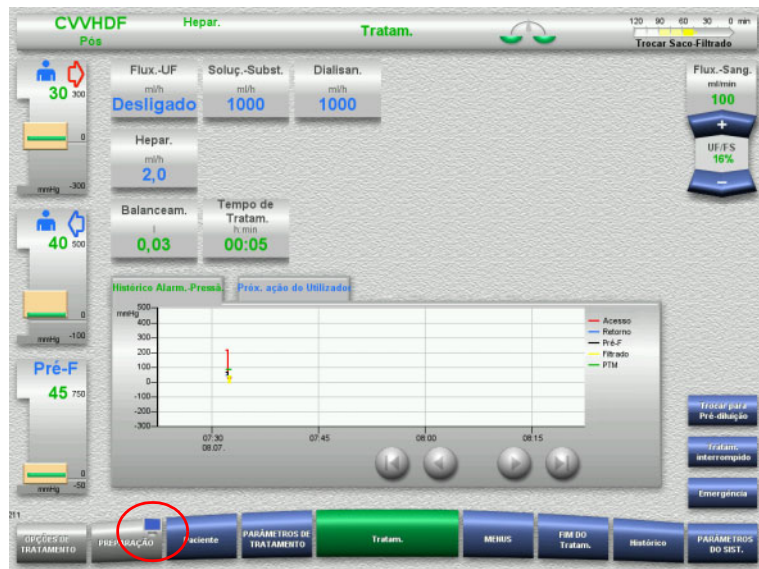 CVVHDF Hepar. Tratam. 120 90 60 30 0 min
Pós Trocar Saco-Filtrado
30 300
0
mmHg -300
40 500
0
mmHg -100
Pré-F
45 750
0
mmHg -50
Flux.-UF Soluç.-Subst. Dialisan.
ml/h ml/h ml/h
Desligado 1000 1000
Hepar.
ml/h
2,0
Balanceam. Tempo de
Tratam.
l h:min
0,03 00:05
Flux.-Sang.
ml/min
100
+
UF/FS
16%
−
Histórico Alarm.-Pressã. Próx. ação do Utilizador
mmHg 500
400
300
200
100
0
-100
-200
-300
07:30 07:45 08:00 08:15
08.07.
Acesso
Retorno
Pré-F
Filtrado
PTM
Trocar para
Pré-diluição
Tratam.
interrompido
Emergência
211
OPÇÕES DE
TRATAMENTO
PREPARAÇÃO
Paciente
PARÂMETROS DE
TRATAMENTO
Tratam.
MENUS
FIM DO
Tratam.
Histórico
PARÂMETROS
DO SIST.